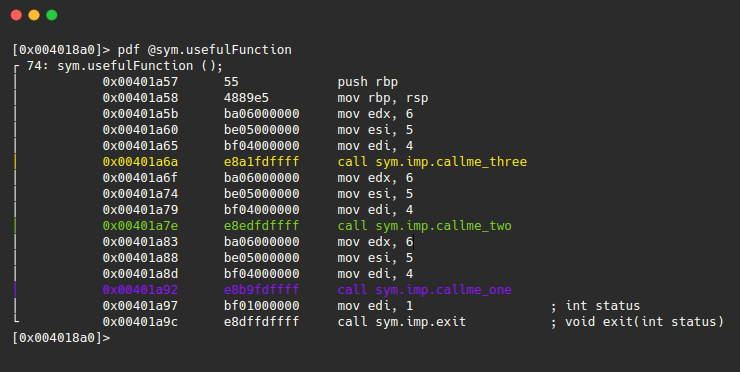 [0x004018a0]> pdf @sym.usefulFunction
┌ 74: sym.usefulFunction ();
│ 0x00401a57 55 push rbp
│ 0x00401a58 4889e5 mov rbp, rsp
│ 0x00401a5b ba06000000 mov edx, 6
│ 0x00401a60 be05000000 mov esi, 5
│ 0x00401a65 bf04000000 mov edi, 4
│ 0x00401a6a e8a1fdffff call sym.imp.callme_three
│ 0x00401a6f ba06000000 mov edx, 6
│ 0x00401a74 be05000000 mov esi, 5
│ 0x00401a79 bf04000000 mov edi, 4
│ 0x00401a7e e8edfdffff call sym.imp.callme_two
│ 0x00401a83 ba06000000 mov edx, 6
│ 0x00401a88 be05000000 mov esi, 5
│ 0x00401a8d bf04000000 mov edi, 4
│ 0x00401a92 e8b9fdffff call sym.imp.callme_one
│ 0x00401a97 bf01000000 mov edi, 1 ; int status
└ 0x00401a9c e8dffdffff call sym.imp.exit ; void exit(int status)
[0x004018a0]>